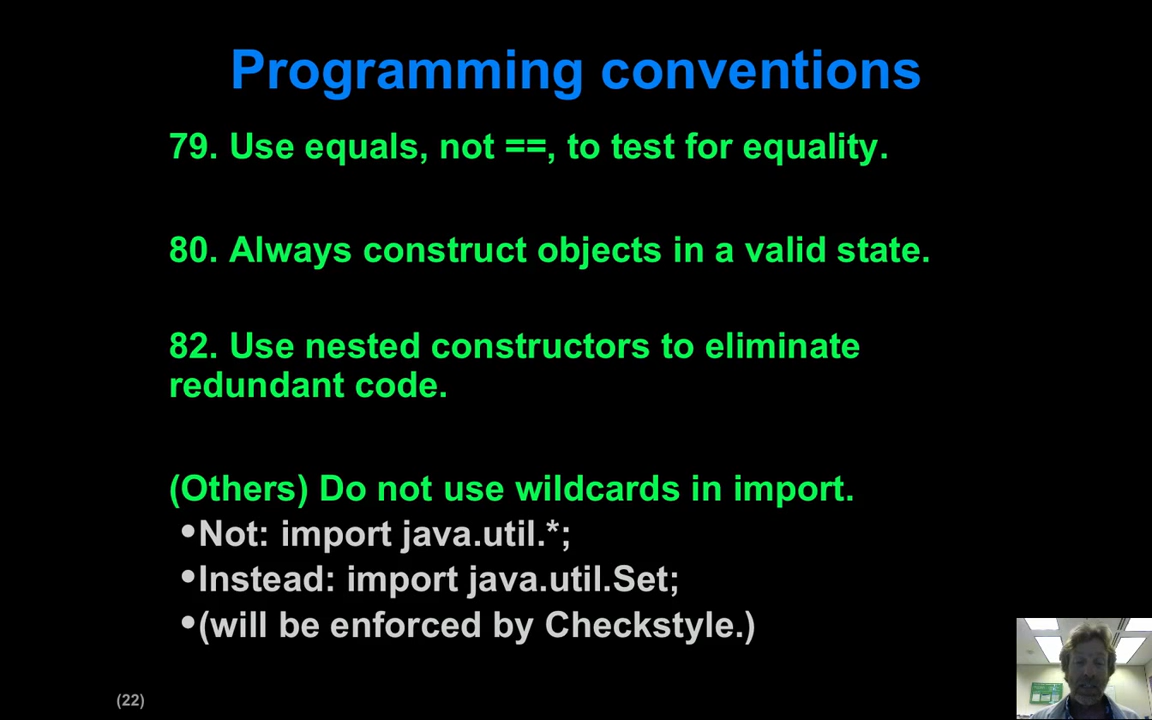 Programming conventions
79. Use equals, not ==, to test for equality.
80. Always construct objects in a valid state.
82. Use nested constructors to eliminate
redundant code.
(Others) Do not use wildcards in import.
•Not: import java.util.*;
•Instead: import java.util.Set;
•(will be enforced by Checkstyle.)
(22)